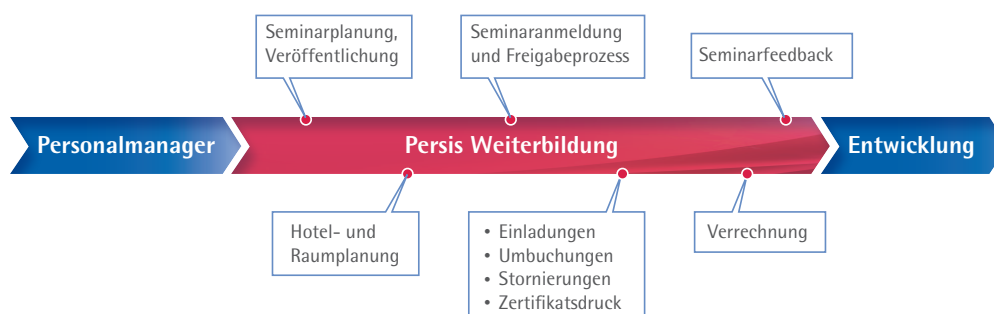 Seminarplanung,
Veröffentlichung
Seminaranmeldung
und Freigabeprozess
Seminarfeedback
Personalmanager
Persis Weiterbildung
Entwicklung
Hotel- und
Raumplanung
• Einladungen
• Umbuchungen
• Stornierungen
• Zertifikatsdruck
Verrechnung